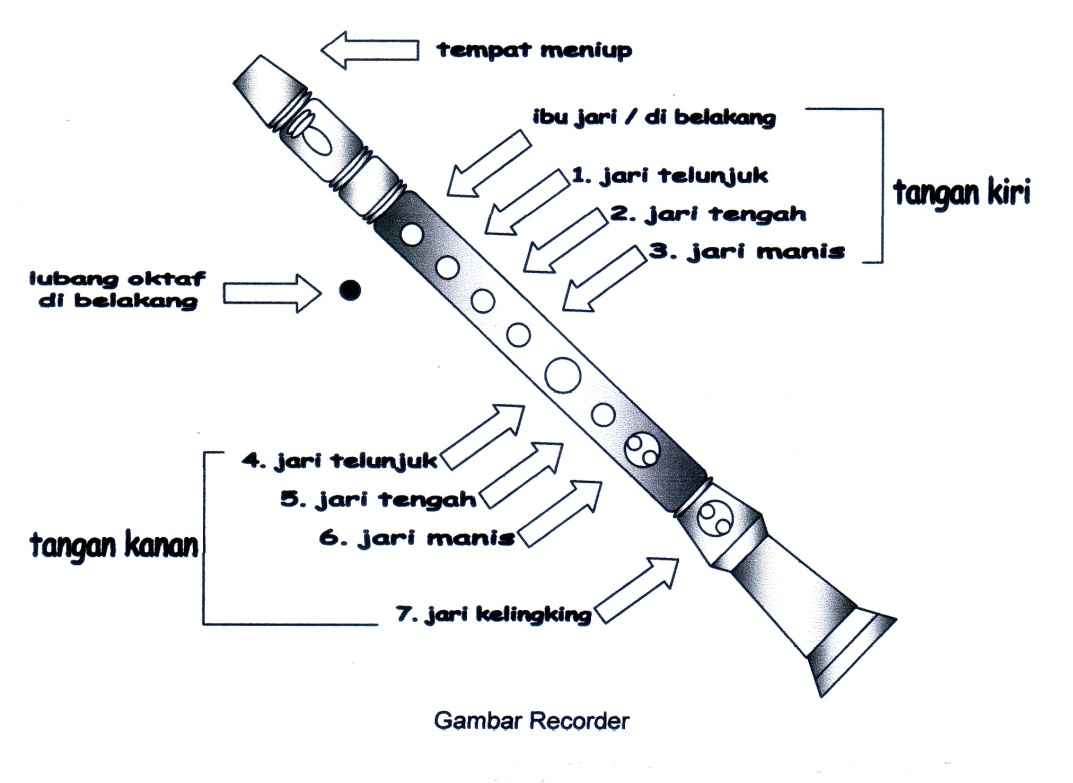 tempat meniup
ibu jari / di belakang
1. jari telunjuk
2. jari tengah
3. jari manis
tangan kiri
lubang oktaf
di belakang
4. jari telunjuk
5. jari tengah
6. jari manis
tangan kanan
7. jari kelingking
Gambar Recorder